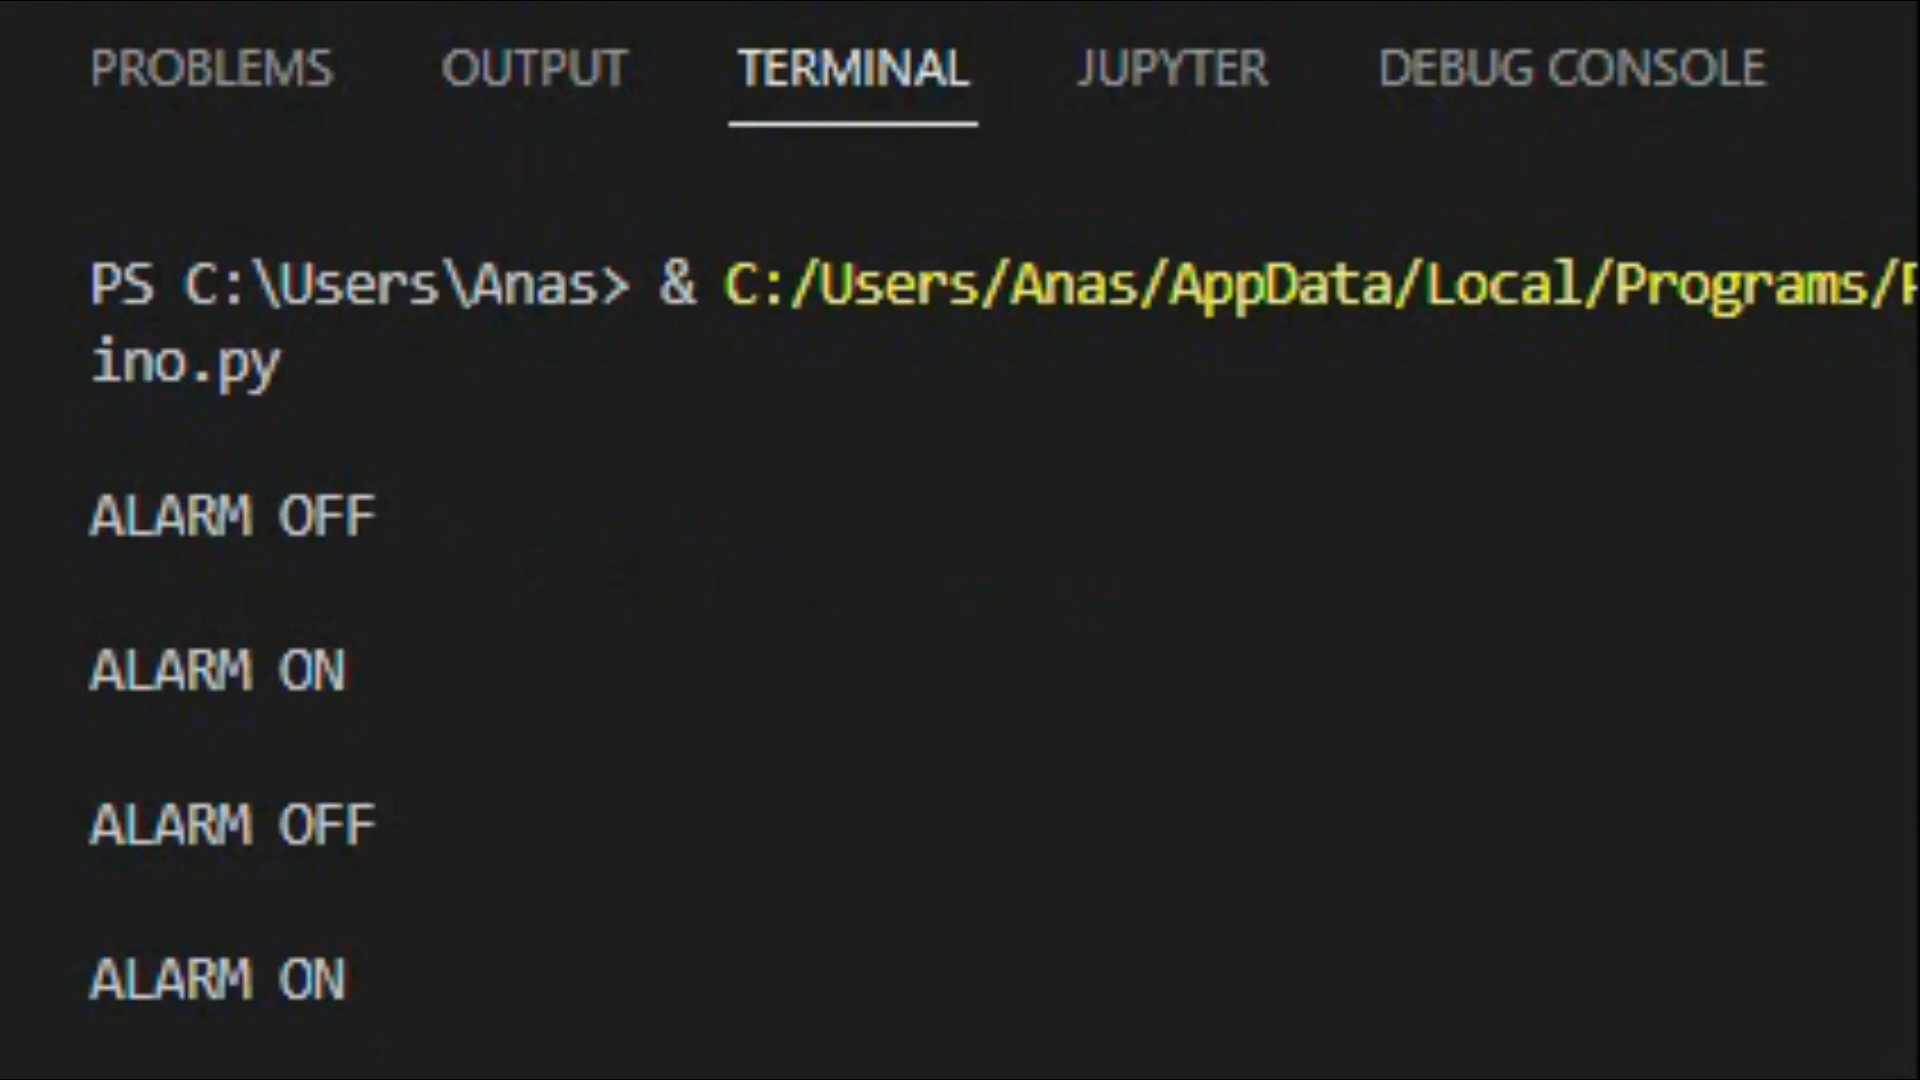 PROBLEMS OUTPUT TERMINAL JUPYTER DEBUG CONSOLE
PS C:\Users\Anas> & C:/Users/Anas/AppData/Local/Programs/P
ino.py
ALARM OFF
ALARM ON
ALARM OFF
ALARM ON